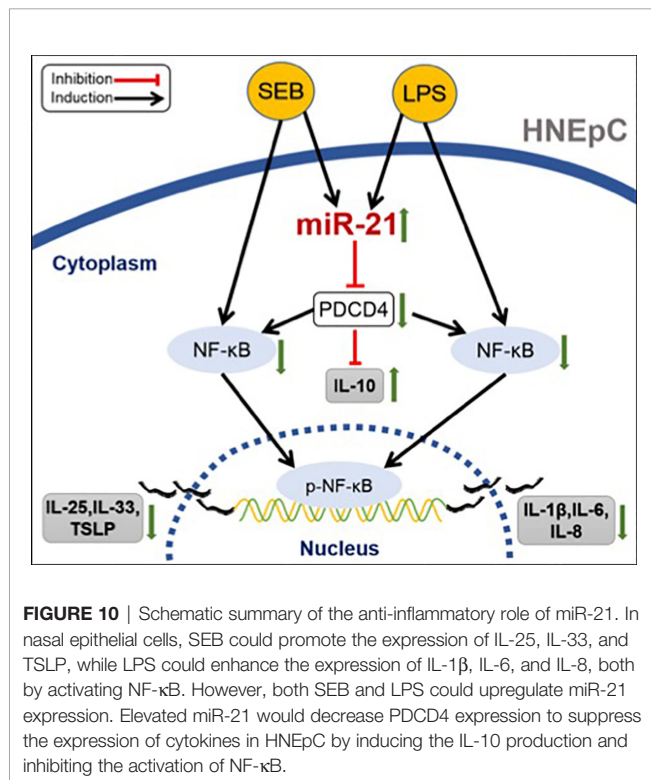 Inhibition
Induction
SEB
LPS
HNEpC
miR-21
Cytoplasm
PDCD4
NF-κB
NF-κB
IL-10
p-NF-κB
IL-25,IL-33,
TSLP
IL-1β,IL-6,
IL-8
Nucleus
FIGURE 10 | Schematic summary of the anti-inflammatory role of miR-21. In
nasal epithelial cells, SEB could promote the expression of IL-25, IL-33, and
TSLP, while LPS could enhance the expression of IL-1β, IL-6, and IL-8, both
by activating NF-κB. However, both SEB and LPS could upregulate miR-21
expression. Elevated miR-21 would decrease PDCD4 expression to suppress
the expression of cytokines in HNEpC by inducing the IL-10 production and
inhibiting the activation of NF-κB.